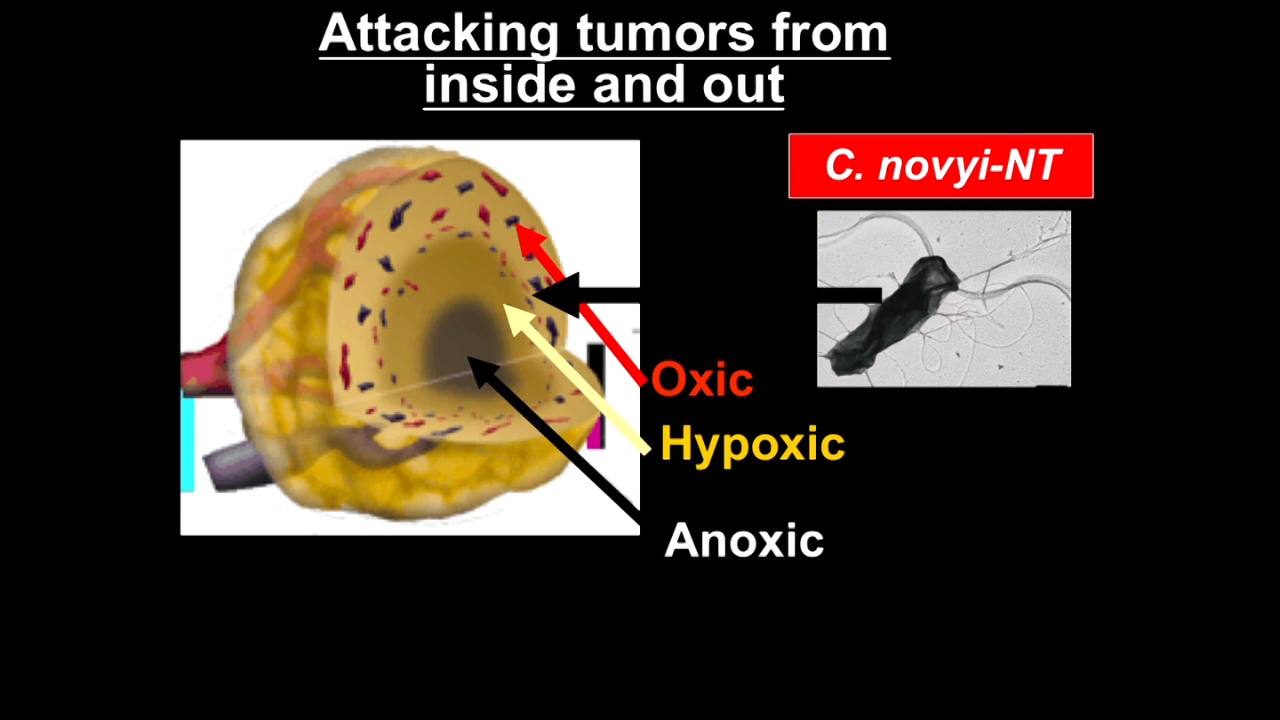 Attacking tumors from
inside and out
C. novyi-NT
Oxic
Hypoxic
Anoxic